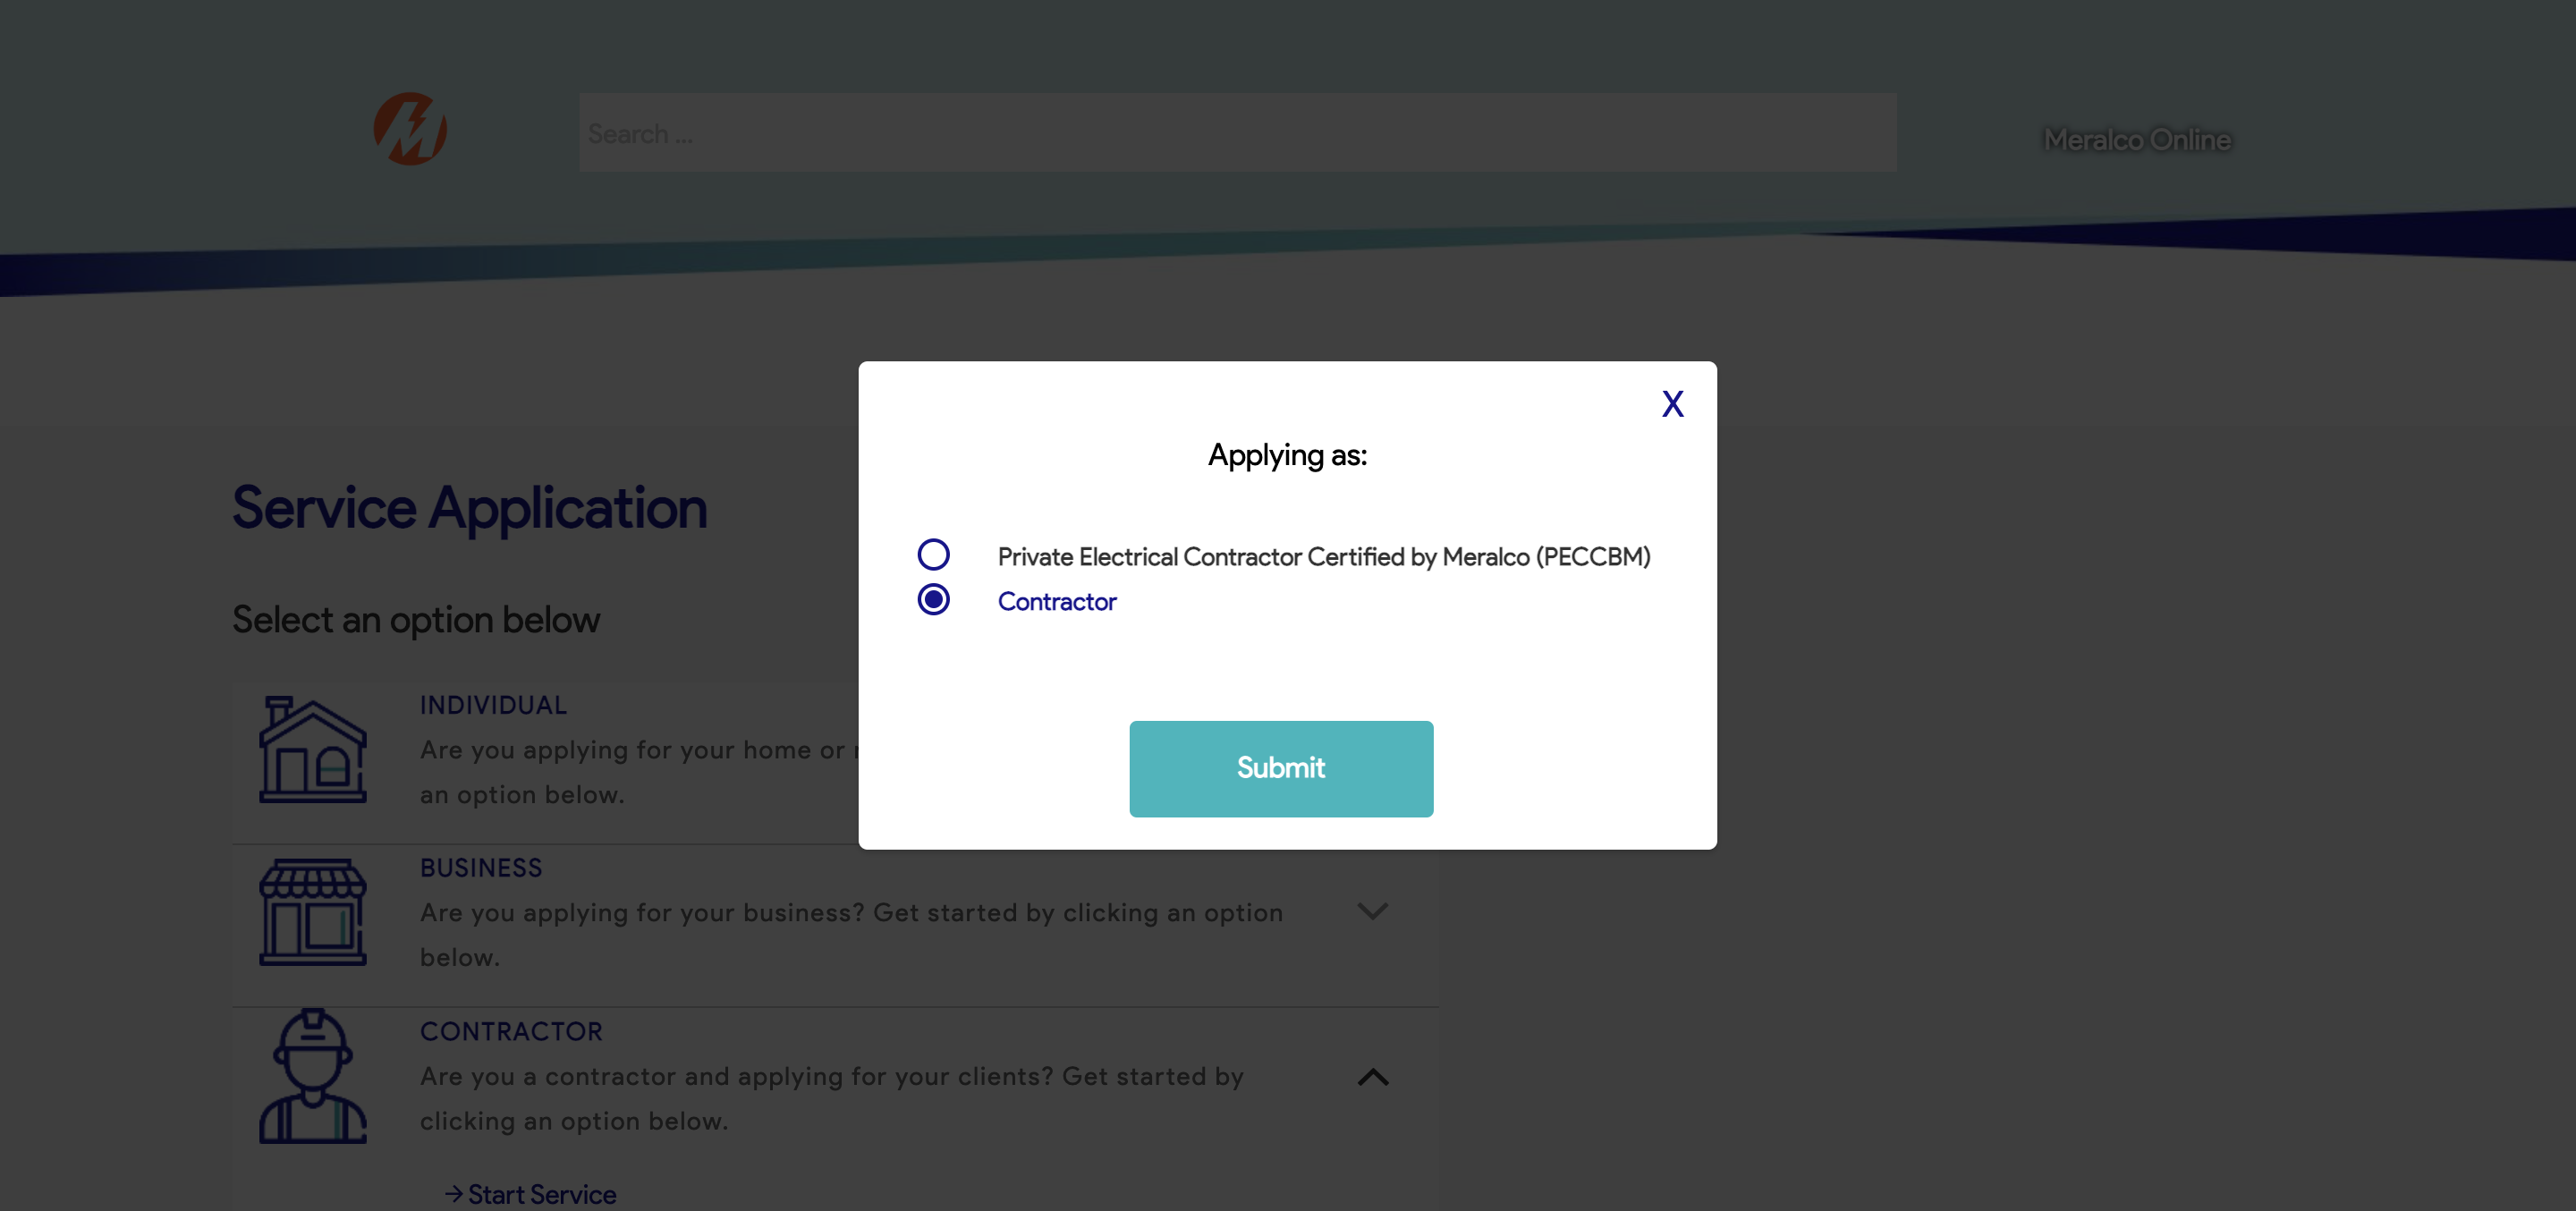 Search ...
Meralco Online
X
Applying as:
Private Electrical Contractor Certified by Meralco (PECCBM)
Contractor
Submit
Service Application
Select an option below
INDIVIDUAL
Are you applying for your home or
an option below.
BUSINESS
Are you applying for your business? Get started by clicking an option
below.
CONTRACTOR
Are you a contractor and applying for your clients? Get started by
clicking an option below.
→ Start Service